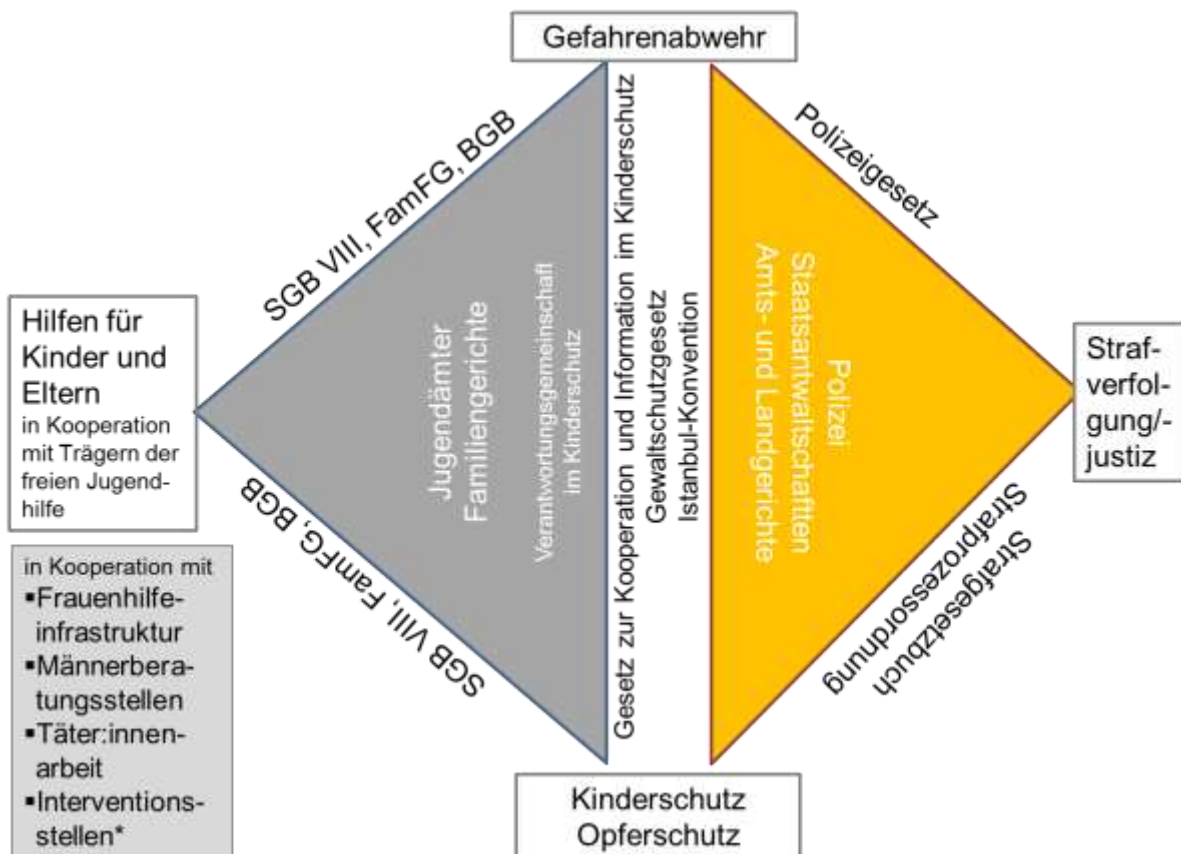 Gefahrenabwehr
SGB VIII, FamFG, BGB
Polizeigesetz
Hilfen für
Kinder und
Eltern
in Kooperation
mit Trägern der
freien Jugend-
hilfe
Jugendämter
Familiengerichte
Verantwortungsgemeinschaft
im Kinderschutz
Gesetz zur Kooperation und Information im Kinderschutz
Gewaltschutzgesetz
Istanbul-Konvention
Polizei
Staatsantwaltschaftten
Amts- und Landgerichte
Straf-
verfol-
gung/-
justiz
SGB VIII, FamFG, BGB
Strafgesetzbuch
Strafprozessordnung
in Kooperation mit
▪Frauenhilfe-
infrastruktur
▪Männerbera-
tungsstellen
▪Täter:innen-
arbeit
▪Interventions-
stellen*
Kinderschutz
Opferschutz